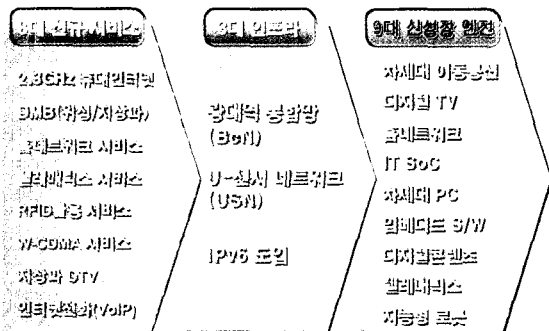 8대 신규 서비스
2.3GHz 휴대인터넷
DMB(위성/지상파)
홈네트워크 서비스
텔레매틱스 서비스
RFID활용 서비스
W-CDMA 서비스
지상파 DTV
인터넷전화(VoIP)
3대 인프라
광대역 통합망
(BcN)
U-센서 네트워크
(USN)
IPv6 도입
9대 신성장 엔진
차세대 이동통신
디지털 TV
홈네트워크
IT SoC
차세대 PC
임베디드 S/W
디지털콘텐츠
텔레매틱스
지능형 로봇